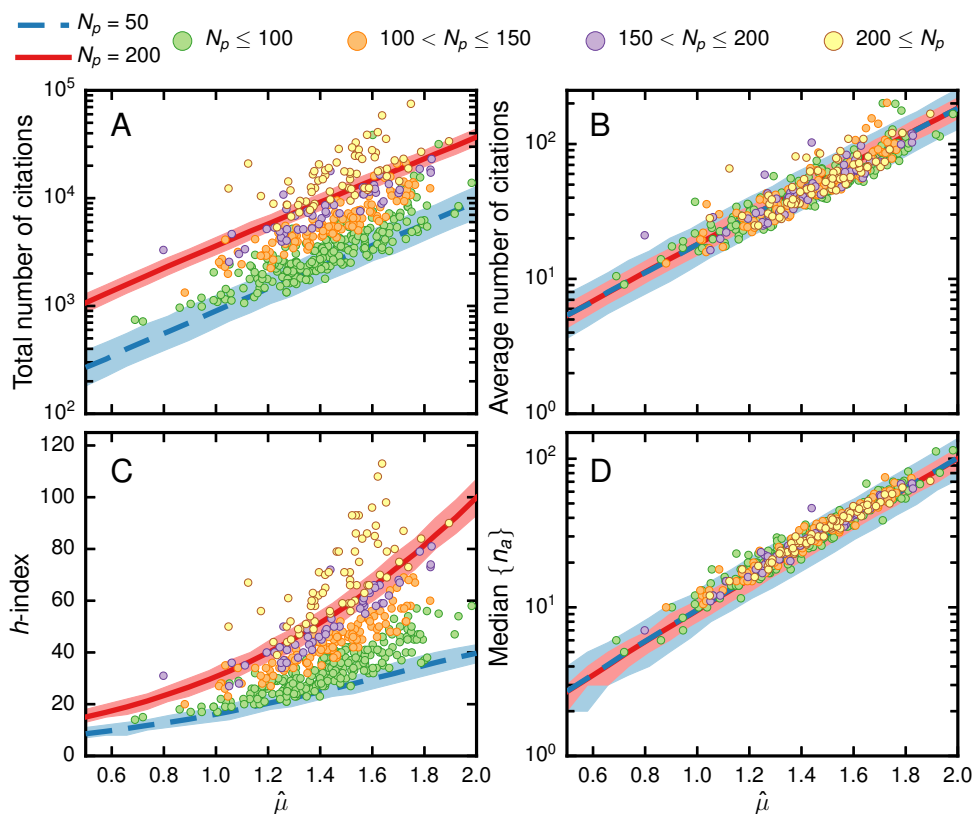 N_p = 50
N_p = 200
N_p ≤ 100
100 < N_p ≤ 150
150 < N_p ≤ 200
200 ≤ N_p
A
Total number of citations
10^5
10^4
10^3
10^2
B
Average number of citations
10^2
10^1
10^0
C
h-index
120
100
80
60
40
20
0
0.6 0.8 1.0 1.2 1.4 1.6 1.8 2.0
μ̂
D
Median {n_a}
10^2
10^1
10^0
0.6 0.8 1.0 1.2 1.4 1.6 1.8 2.0
μ̂